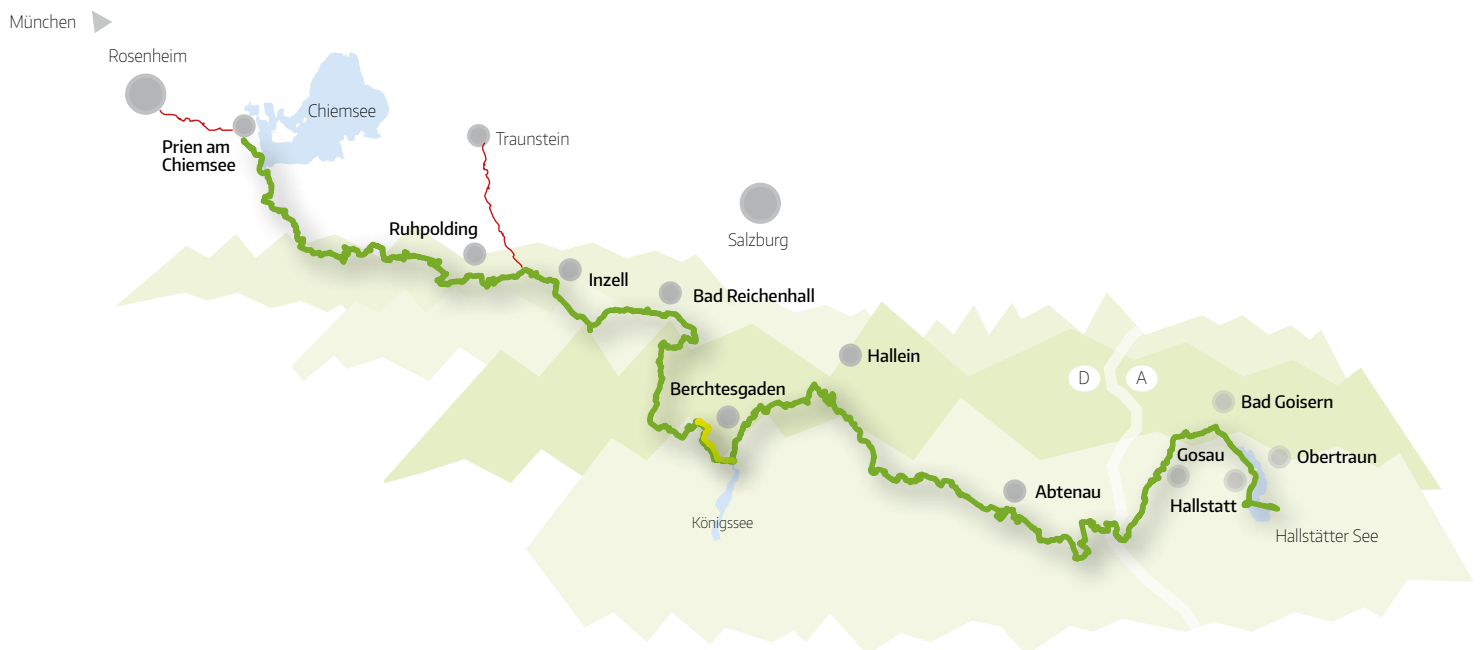 München
Rosenheim
Chiemsee
Prien am
Chiemsee
Traunstein
Ruhpolding
Salzburg
Inzell
Bad Reichenhall
Hallein
Berchtesgaden
D
A
Bad Goisern
Gosau
Obertraun
Abtenau
Hallstatt
Königssee
Hallstätter See